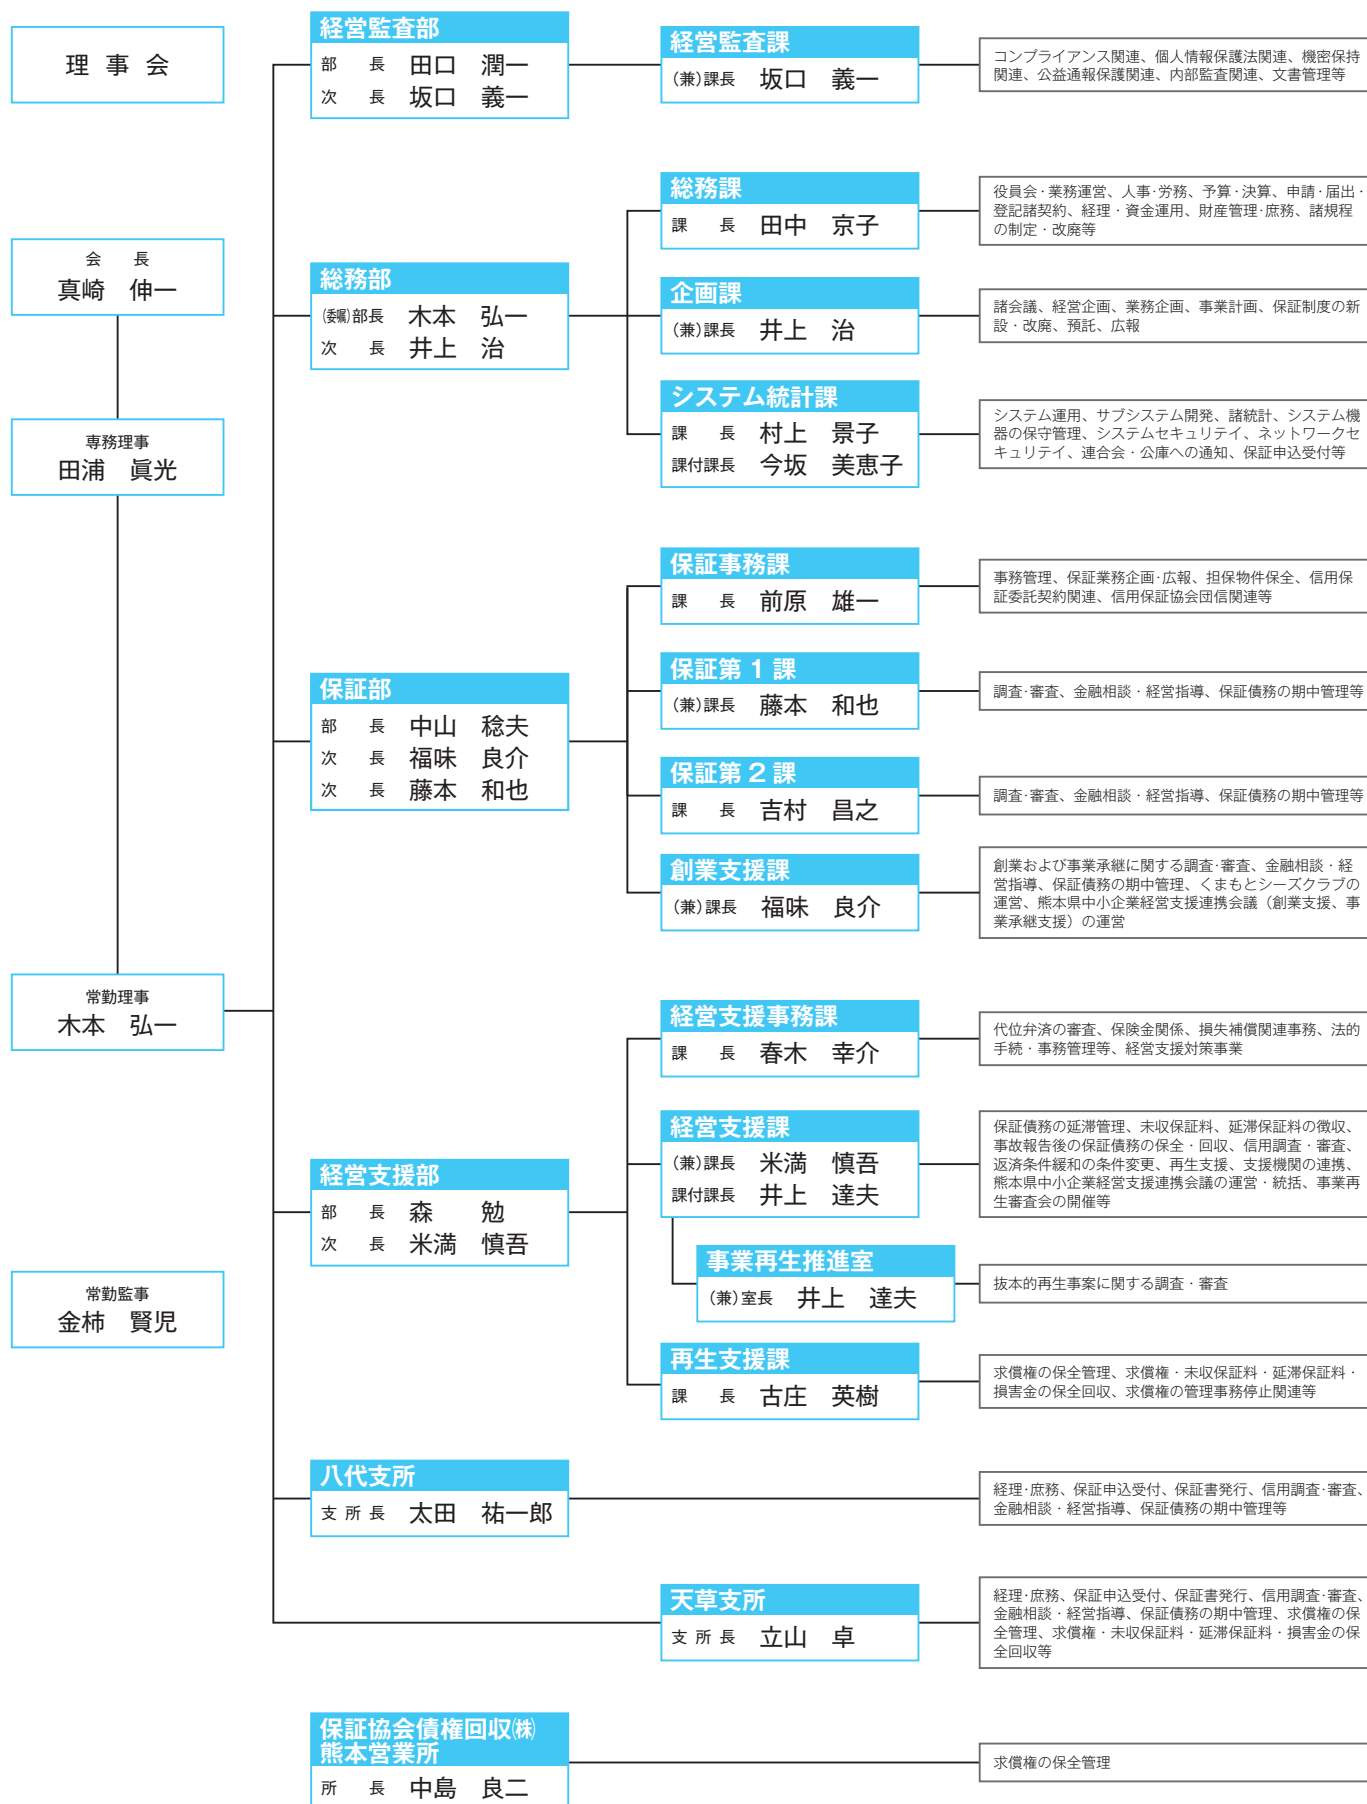 理事会
会　長
真崎　伸一
専務理事
田浦　眞光
常勤理事
木本　弘一
常勤監事
金柿　賢児
経営監査部
部　長　田口　潤一
次　長　坂口　義一
経営監査課
(兼)課長　坂口　義一
コンプライアンス関連、個人情報保護法関連、機密保持
関連、公益通報保護関連、内部監査関連、文書管理等
総務部
(委嘱)部長　木本　弘一
次　長　井上　治
総務課
課　長　田中　京子
役員会・業務運営、人事・労務、予算・決算、申請・届出・
登記諸契約、経理・資金運用、財産管理・庶務、諸規程
の制定・改廃等
企画課
(兼)課長　井上　治
諸会議、経営企画、業務企画、事業計画、保証制度の新
設・改廃、預託、広報
システム統計課
課　長　村上　景子
課付課長　今坂　美恵子
システム運用、サブシステム開発、諸統計、システム機
器の保守管理、システムセキュリテイ、ネットワークセ
キュリテイ、連合会・公庫への通知、保証申込受付等
保証部
部　長　中山　稔夫
次　長　福味　良介
次　長　藤本　和也
保証事務課
課　長　前原　雄一
事務管理、保証業務企画・広報、担保物件保全、信用保
証委託契約関連、信用保証協会団信関連等
保証第１課
(兼)課長　藤本　和也
調査・審査、金融相談・経営指導、保証債務の期中管理等
保証第２課
課　長　吉村　昌之
調査・審査、金融相談・経営指導、保証債務の期中管理等
創業支援課
(兼)課長　福味　良介
創業および事業承継に関する調査・審査、金融相談・経
営指導、保証債務の期中管理、くまもとシーズクラブの
運営、熊本県中小企業経営支援連携会議（創業支援、事
業承継支援）の運営
経営支援部
部　長　森　勉
次　長　米満　慎吾
経営支援事務課
課　長　春木　幸介
代位弁済の審査、保険金関係、損失補償関連事務、法的
手続・事務管理等、経営支援対策事業
経営支援課
(兼)課長　米満　慎吾
課付課長　井上　達夫
保証債務の延滞管理、未収保証料、延滞保証料の徴収、
事故報告後の保証債務の保全・回収、信用調査・審査、
返済条件緩和の条件変更、再生支援、支援機関の連携、
熊本県中小企業経営支援連携会議の運営・統括、事業再
生審査会の開催等
事業再生推進室
(兼)室長　井上　達夫
抜本的再生事案に関する調査・審査
再生支援課
課　長　古庄　英樹
求償権の保全管理、求償権・未収保証料・延滞保証料・
損害金の保全回収、求償権の管理事務停止関連等
八代支所
支所長　太田　祐一郎
経理・庶務、保証申込受付、保証書発行、信用調査・審査、
金融相談・経営指導、保証債務の期中管理等
天草支所
支所長　立山　卓
経理・庶務、保証申込受付、保証書発行、信用調査・審査、
金融相談・経営指導、保証債務の期中管理、求償権の保
全管理、求償権・未収保証料・延滞保証料・損害金の保
全回収等
保証協会債権回収㈱
熊本営業所
所　長　中島　良二
求償権の保全管理